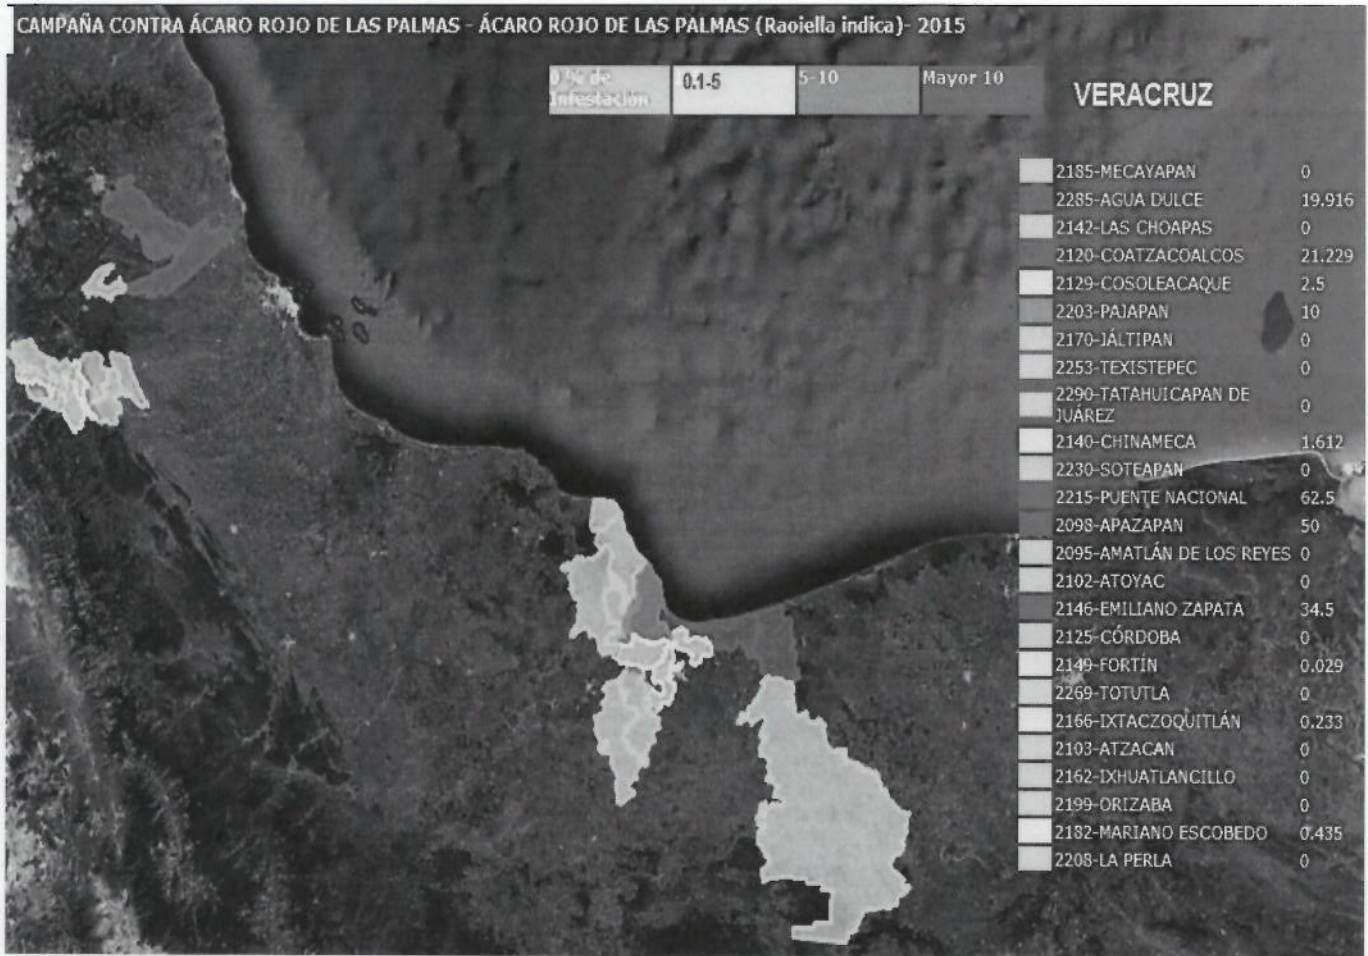 CAMPAÑA CONTRA ÁCARO ROJO DE LAS PALMAS - ÁCARO ROJO DE LAS PALMAS (Raoiella indica)- 2015
0 % de
Infestación
0.1-5
5-10
Mayor 10
VERACRUZ
2185-MECAYAPAN 0
2285-AGUA DULCE 19.916
2142-LAS CHOAPAS 0
2120-COATZACOALCOS 21.229
2129-COSOLEACAQUE 2.5
2203-PAJAPAN 10
2170-JÁLTIPAN 0
2253-TEXISTEPEC 0
2290-TATAHUICAPAN DE
JUÁREZ 0
2140-CHINAMECA 1.612
2230-SOTEAPAN 0
2215-PUENTE NACIONAL 62.5
2098-APAZAPAN 50
2095-AMATLÁN DE LOS REYES 0
2102-ATOYAC 0
2146-EMILIANO ZAPATA 34.5
2125-CÓRDOBA 0
2149-FORTÍN 0.029
2269-TOTUTLA 0
2166-IXTACZOQUITLÁN 0.233
2103-ATZACAN 0
2162-IXHUATLANCILLO 0
2199-ORIZABA 0
2182-MARIANO ESCOBEDO 0.435
2208-LA PERLA 0